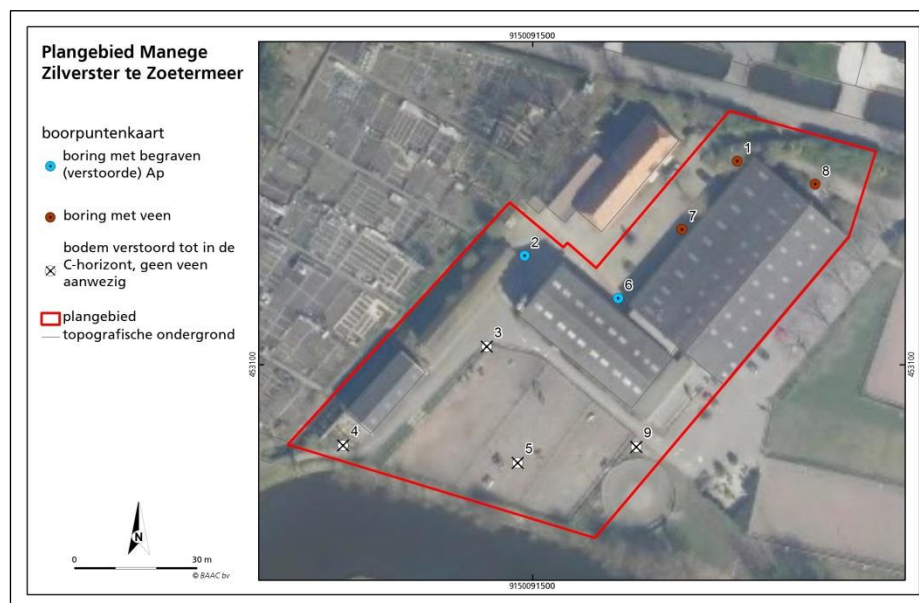 Plangebied Manege
Zilverster te Zoetermeer
boorpuntenkaart
boring met begraven
(verstoorde) Ap
boring met veen
bodem verstoord tot in de
C-horizont, geen veen
aanwezig
plangebied
topografische ondergrond
N
0 30 m
© BAAC bv
9150091500
453100
1
8
7
2
6
3
4
5
9
453100
9150091500